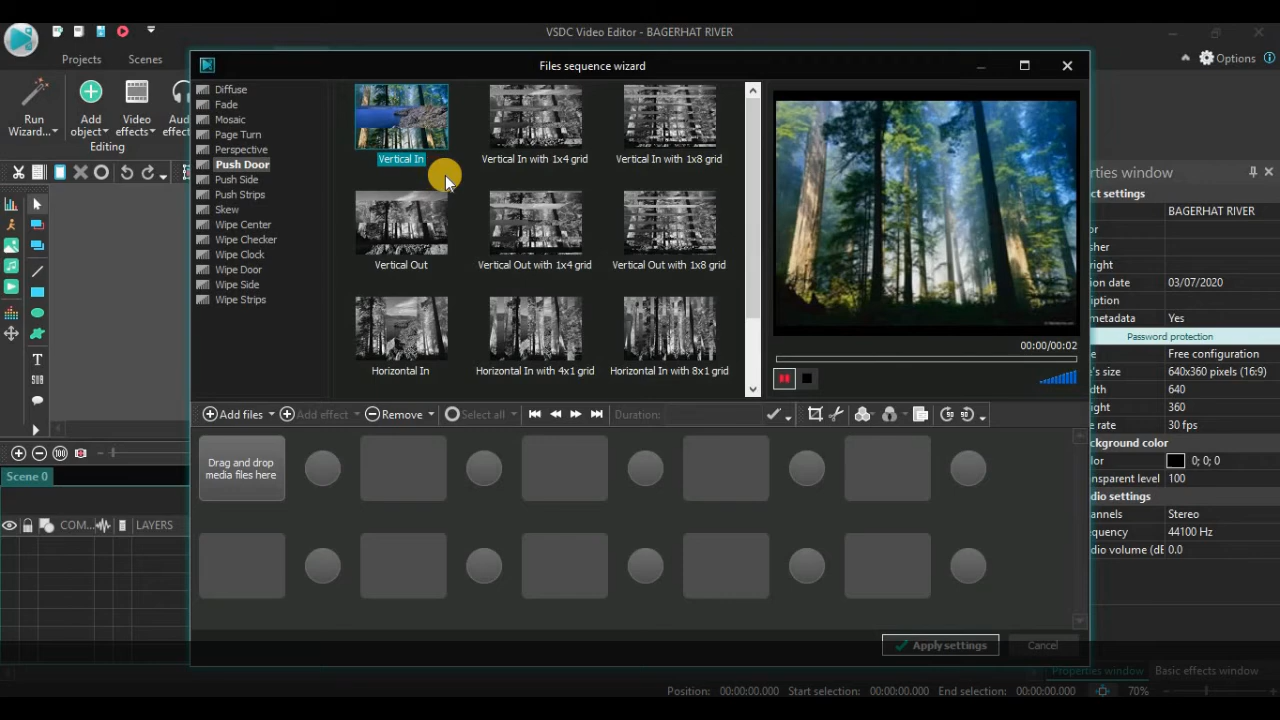 VSDC Video Editor - BAGERHAT RIVER
Projects
Scenes
Options
Run
Wizard...
Add
object
Video
effects
Editing
Files sequence wizard
Diffuse
Fade
Mosaic
Page Turn
Perspective
Push Door
Push Side
Push Strips
Skew
Wipe Center
Wipe Checker
Wipe Clock
Wipe Door
Wipe Side
Wipe Strips
Vertical In
Vertical In with 1x4 grid
Vertical In with 1x8 grid
Vertical Out
Vertical Out with 1x4 grid
Vertical Out with 1x8 grid
Horizontal In
Horizontal In with 4x1 grid
Horizontal In with 8x1 grid
00:00/00:02
Add files
Add effect
Remove
Select all
Duration:
Drag and drop
media files here
Apply settings
Cancel
window
settings
BAGERHAT RIVER
03/07/2020
metadata Yes
Password protection
Free configuration
size 640x360 pixels (16:9)
640
360
rate 30 fps
color
0; 0; 0
level 100
settings
Stereo
44100 Hz
volume 0.0
Scene 0
COM...
LAYERS
Properties window
Basic effects window
Position: 00:00:00.000 Start selection: 00:00:00.000 End selection: 00:00:00.000 70%